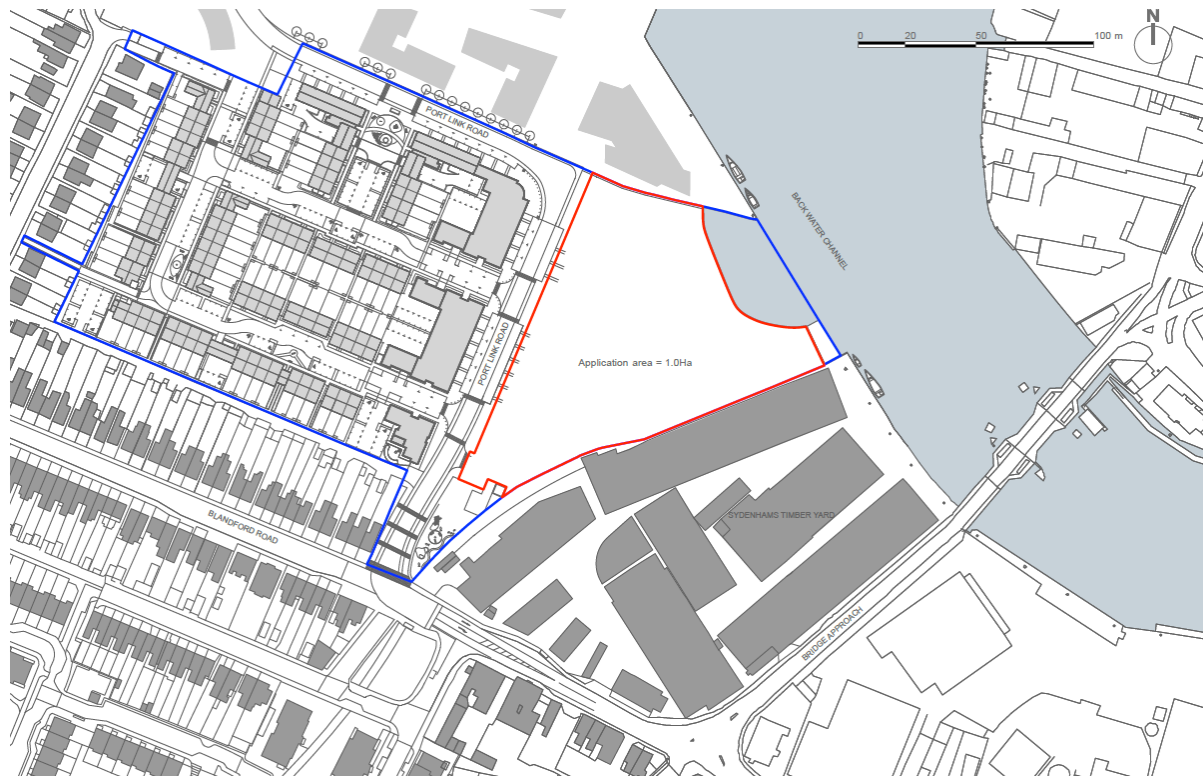 N
0 20 50 100 m
PORT LINK ROAD
BACK WATER CHANNEL
PORT LINK ROAD
Application area = 1.0Ha
BLANDFORD ROAD
SYDENHAMS TIMBER YARD
BRIDGE APPROACH